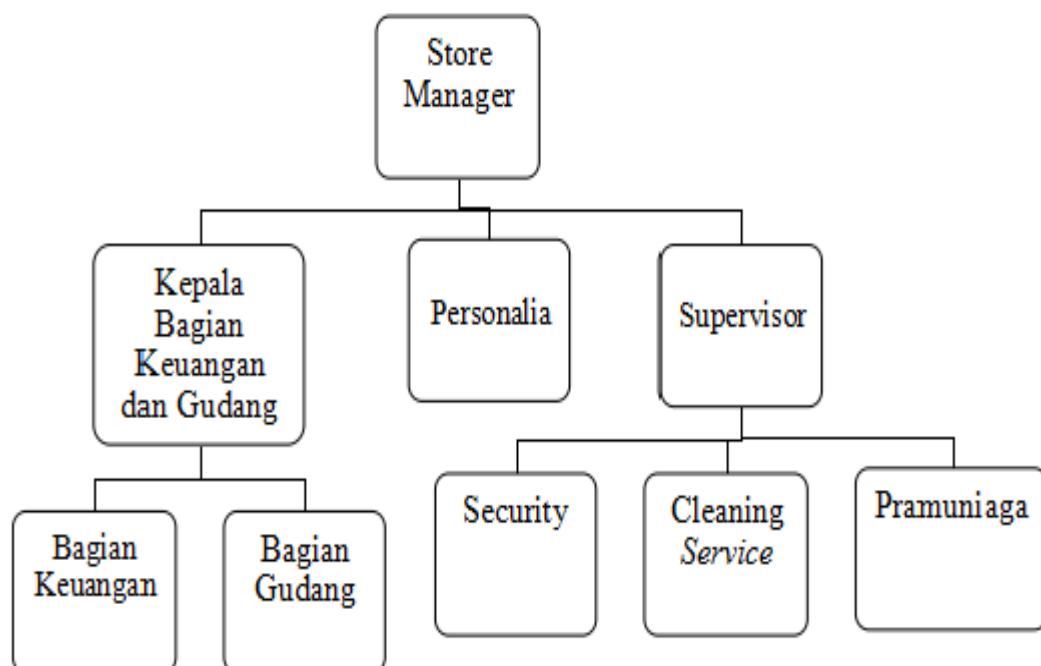 Store
Manager
Kepala
Bagian
Keuangan
dan Gudang
Personalia
Supervisor
Bagian
Keuangan
Bagian
Gudang
Security
Cleaning
Service
Pramuniaga